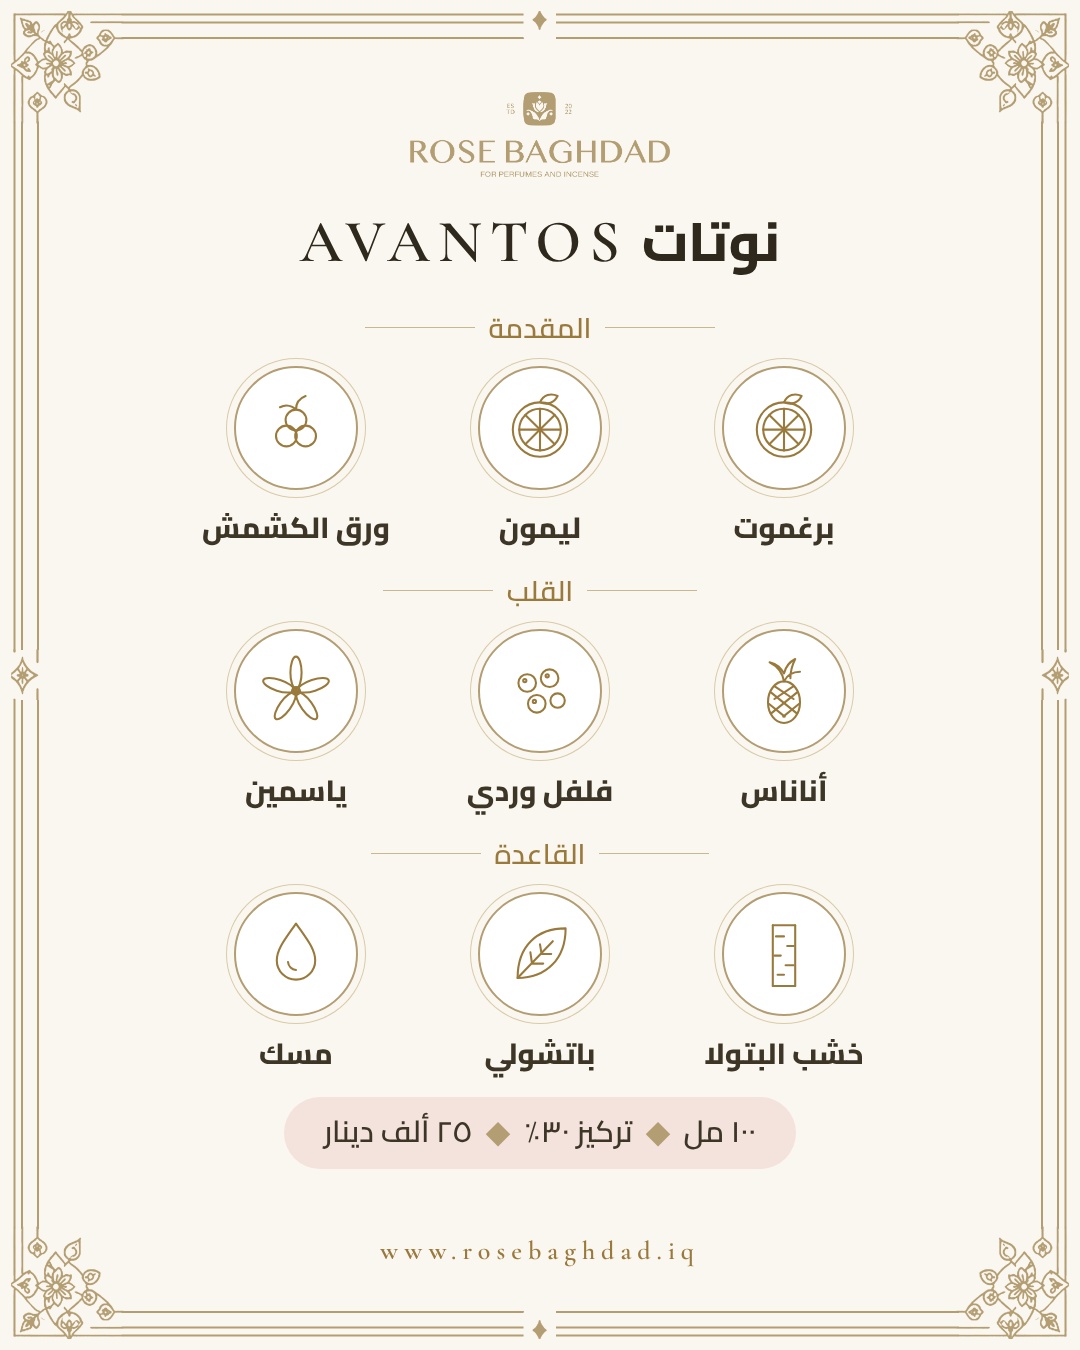 ES TD 20 22
ROSE BAGHDAD
FOR PERFUMES AND INCENSE
نوتات AVANTOS
المقدمة
برغموت ليمون ورق الكشمش
القلب
أناناس فلفل وردي ياسمين
القاعدة
خشب البتولا باتشولي مسك
١٠٠ مل ◆ تركيز ٣٠٪ ◆ ٢٥ ألف دينار
www.rosebaghdad.iq